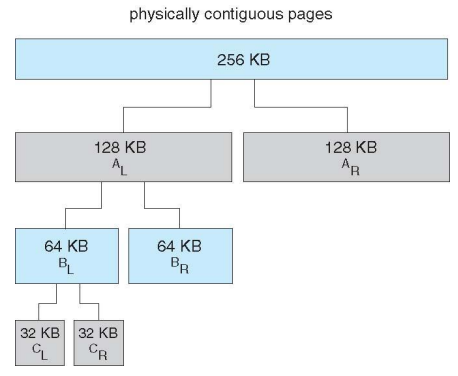 physically contiguous pages
256 KB
128 KB
A_L
128 KB
A_R
64 KB
B_L
64 KB
B_R
32 KB
C_L
32 KB
C_R